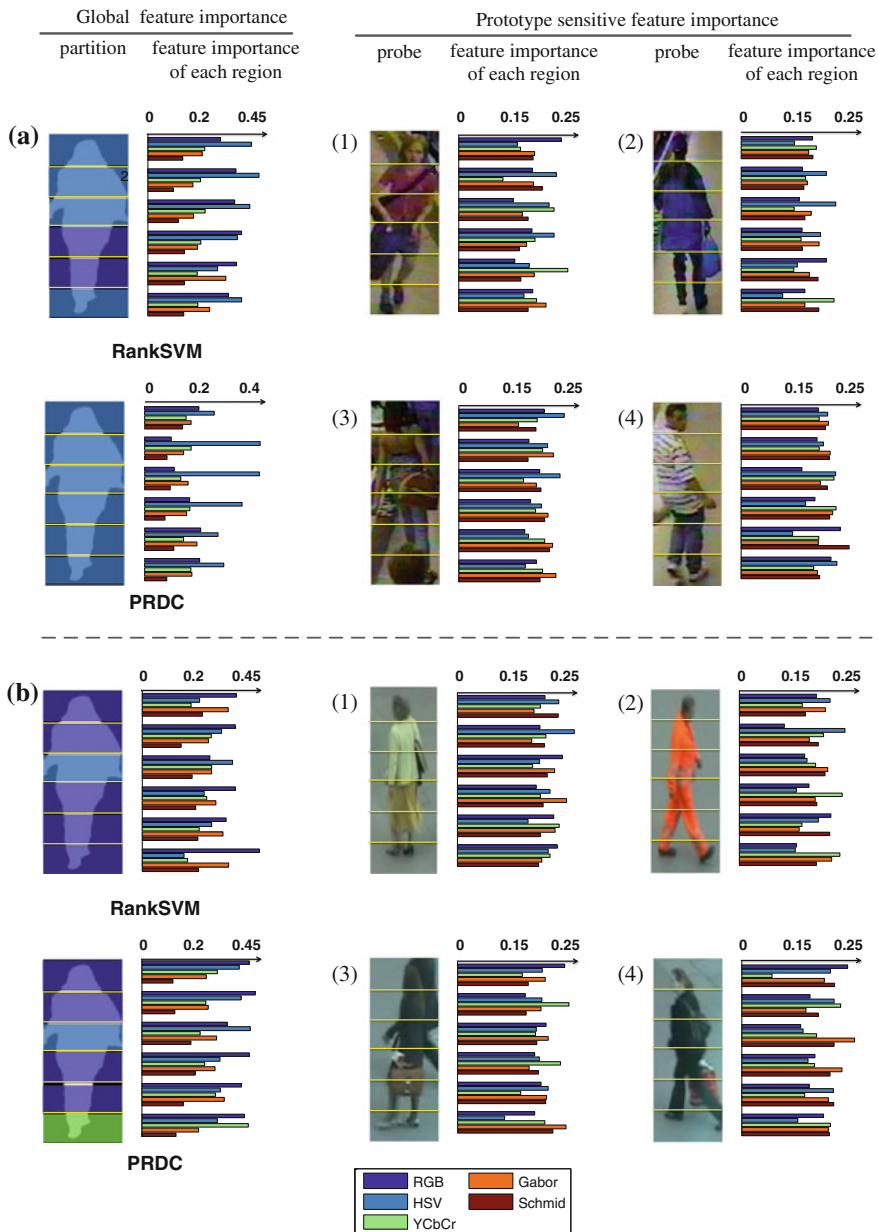 Global feature importance
Prototype sensitive feature importance
partition
feature importance of each region
probe
feature importance of each region
probe
feature importance of each region
(a)
0 0.2 0.45
(1)
0 0.15 0.25
(2)
0 0.15 0.25
2
RankSVM
0 0.2 0.4
(3)
0 0.15 0.25
(4)
0 0.15 0.25
PRDC
(b)
0 0.2 0.45
(1)
0 0.15 0.25
(2)
0 0.15 0.25
RankSVM
0 0.2 0.45
(3)
0 0.15 0.25
(4)
0 0.15 0.25
PRDC
RGB
HSV
YCbCr
Gabor
Schmid